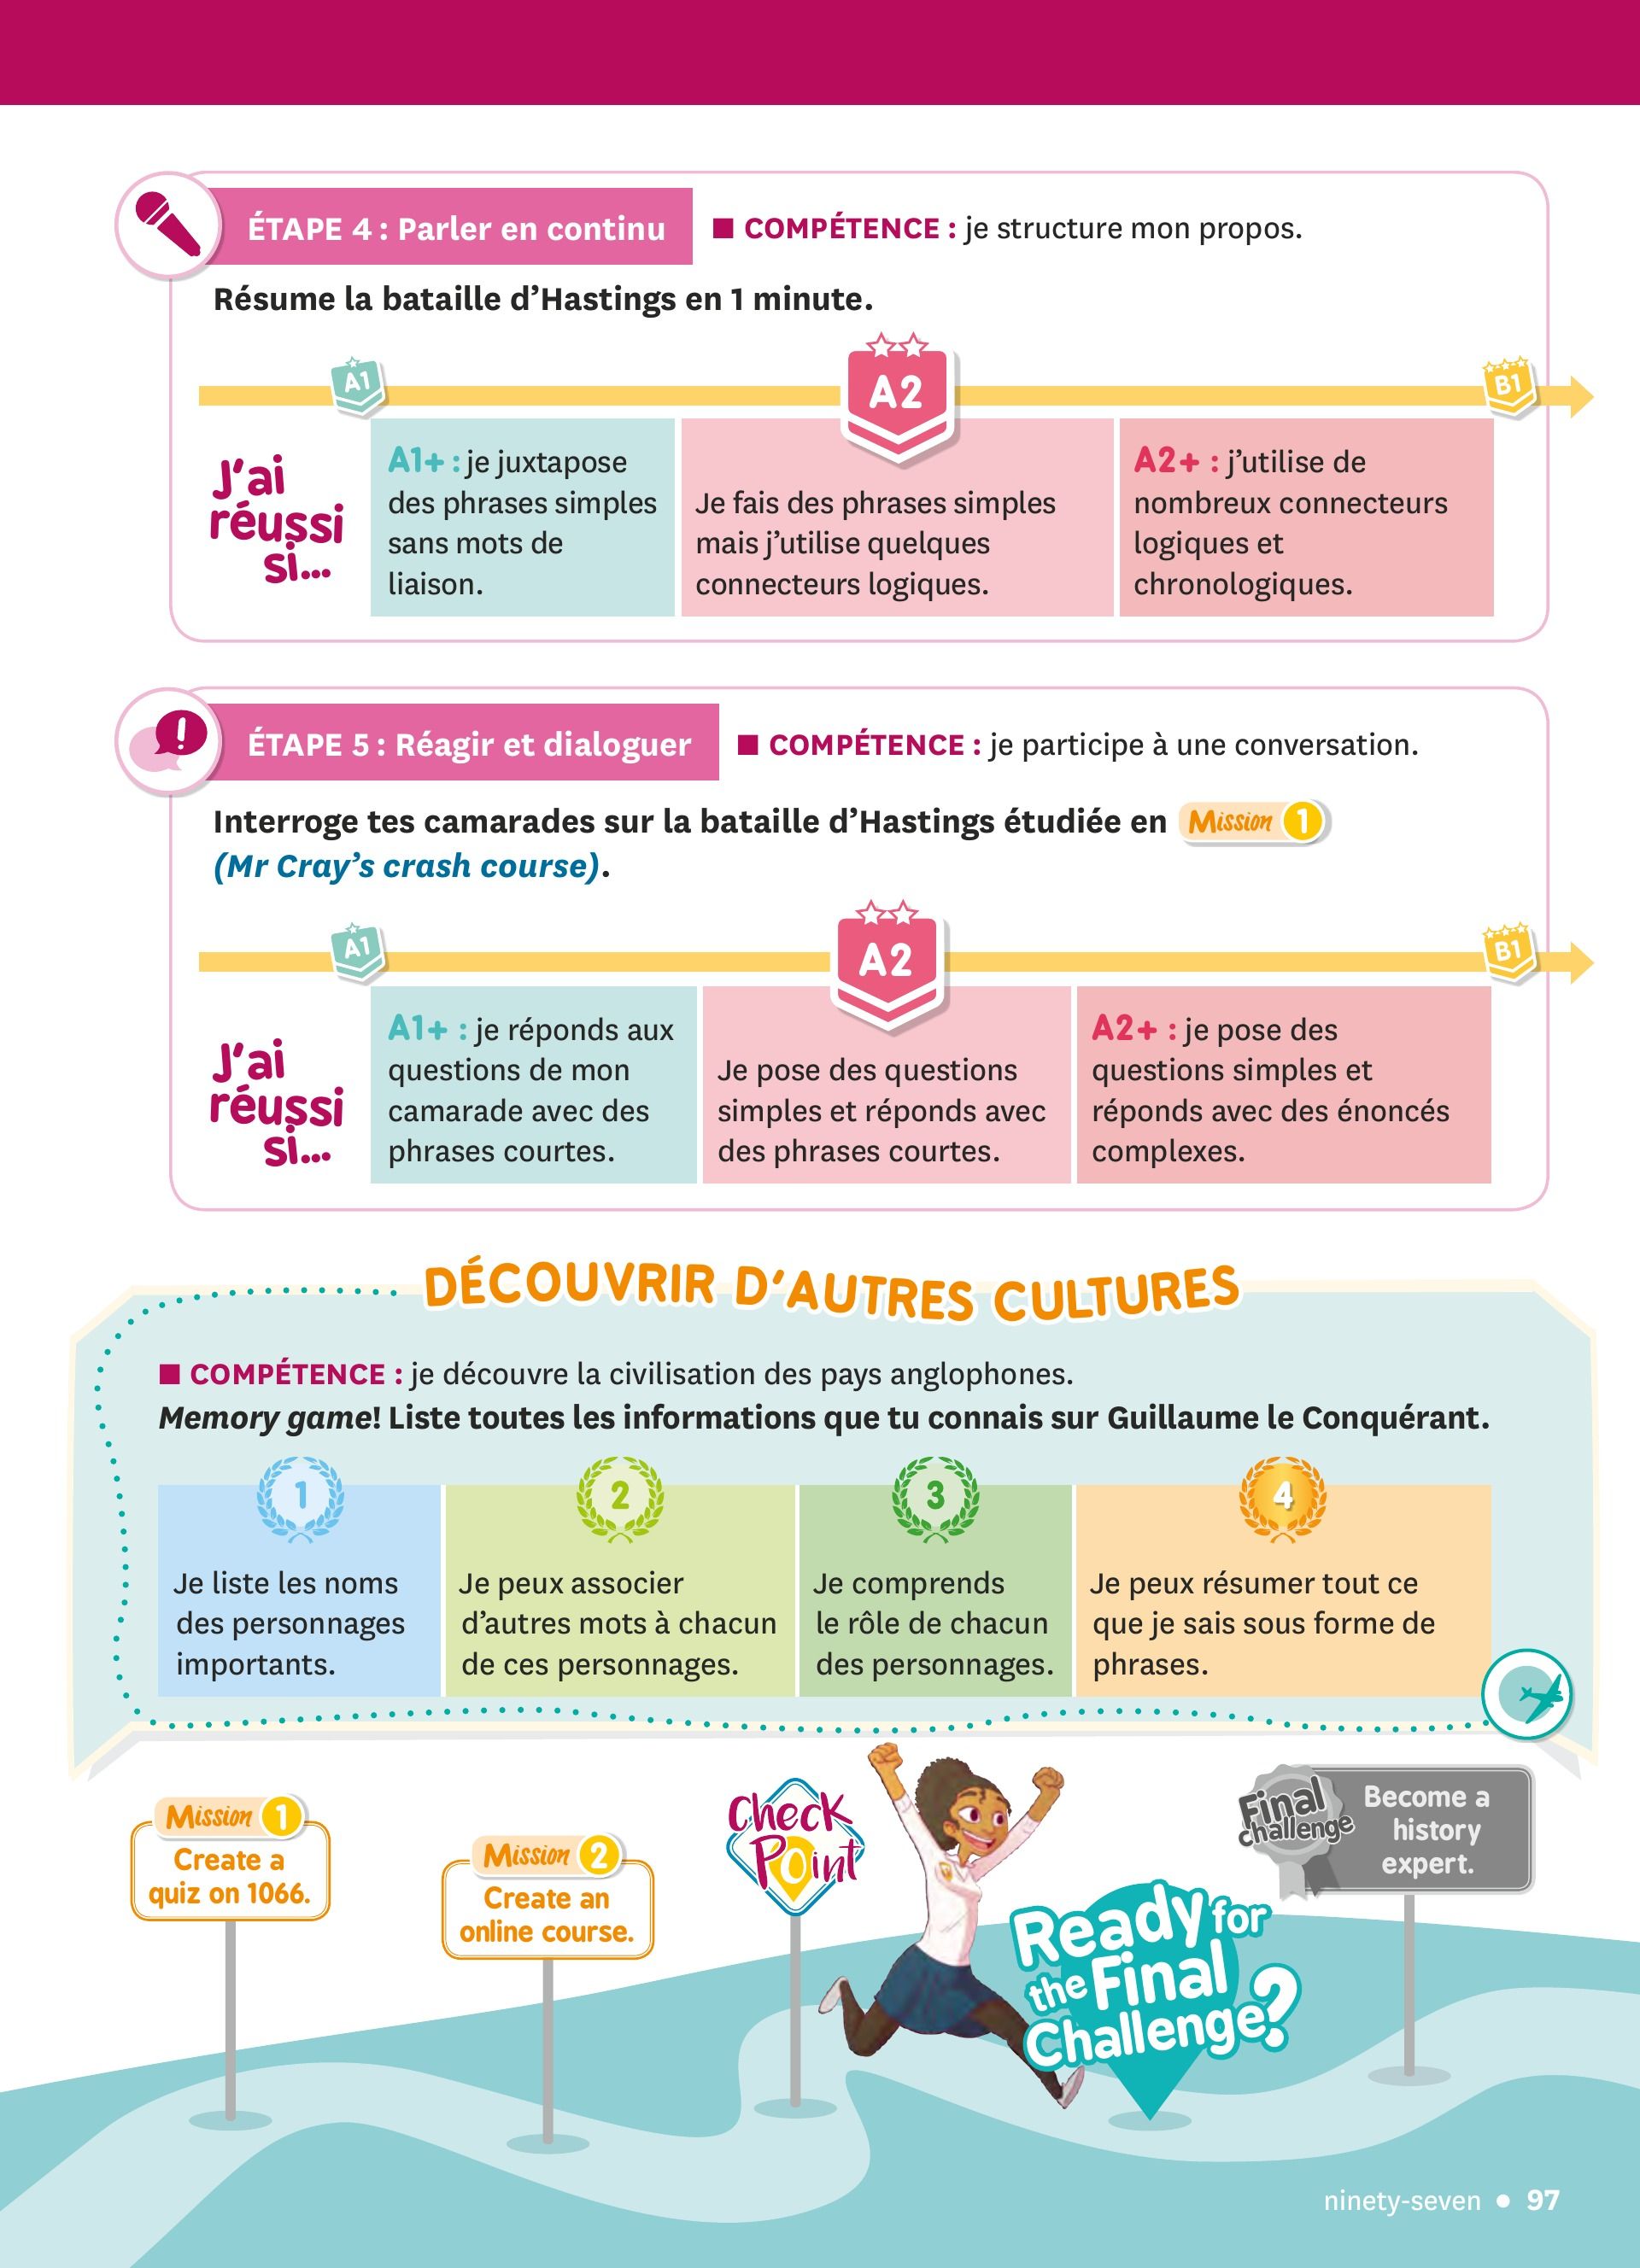 ÉTAPE 4 : Parler en continu
■ COMPÉTENCE : je structure mon propos.
Résume la bataille d’Hastings en 1 minute.
A1
A2
B1
J’ai
réussi
si...
A1+ : je juxtapose
des phrases simples
sans mots de
liaison.
Je fais des phrases simples
mais j’utilise quelques
connecteurs logiques.
A2+ : j’utilise de
nombreux connecteurs
logiques et
chronologiques.
!
ÉTAPE 5 : Réagir et dialoguer
■ COMPÉTENCE : je participe à une conversation.
Interroge tes camarades sur la bataille d’Hastings étudiée en Mission 1
(Mr Cray’s crash course).
A1
A2
B1
J’ai
réussi
si...
A1+ : je réponds aux
questions de mon
camarade avec des
phrases courtes.
Je pose des questions
simples et réponds avec
des phrases courtes.
A2+ : je pose des
questions simples et
réponds avec des énoncés
complexes.
DÉCOUVRIR D’AUTRES CULTURES
■ COMPÉTENCE : je découvre la civilisation des pays anglophones.
Memory game! Liste toutes les informations que tu connais sur Guillaume le Conquérant.
1
Je liste les noms
des personnages
importants.
2
Je peux associer
d’autres mots à chacun
de ces personnages.
3
Je comprends
le rôle de chacun
des personnages.
4
Je peux résumer tout ce
que je sais sous forme de
phrases.
Mission 1
Create a
quiz on 1066.
Mission 2
Create an
online course.
Check
Point
Ready for
the Final
Challenge?
Final
challenge
Become a
history
expert.
ninety-seven • 97